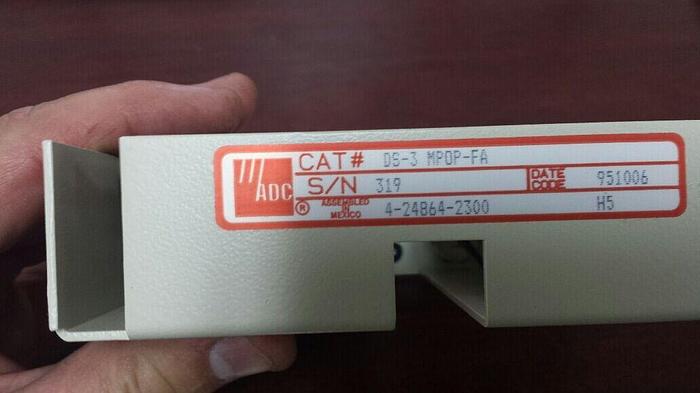 ADC
CAT# DS-3 MPOP-FA
S/N 319 DATE CODE 951006
® ASSEMBLED IN MEXICO 4-24864-2300 H5